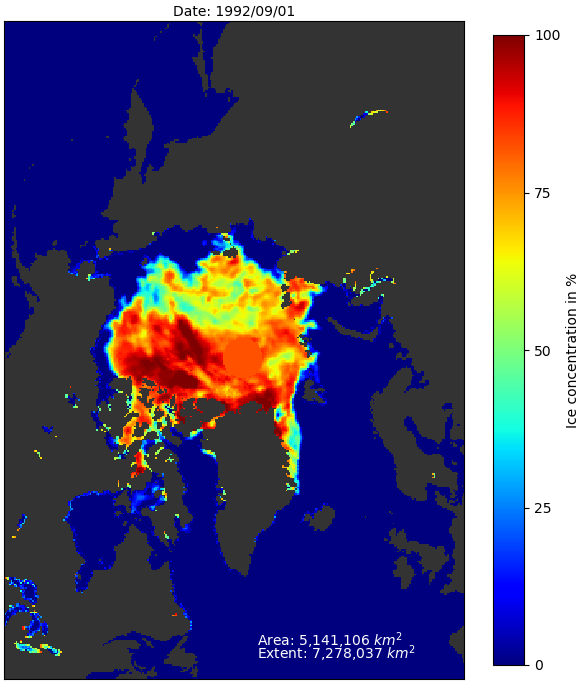 Date: 1992/09/01
100
75
50
25
0
Ice concentration in %
Area: 5,141,106 km²
Extent: 7,278,037 km²